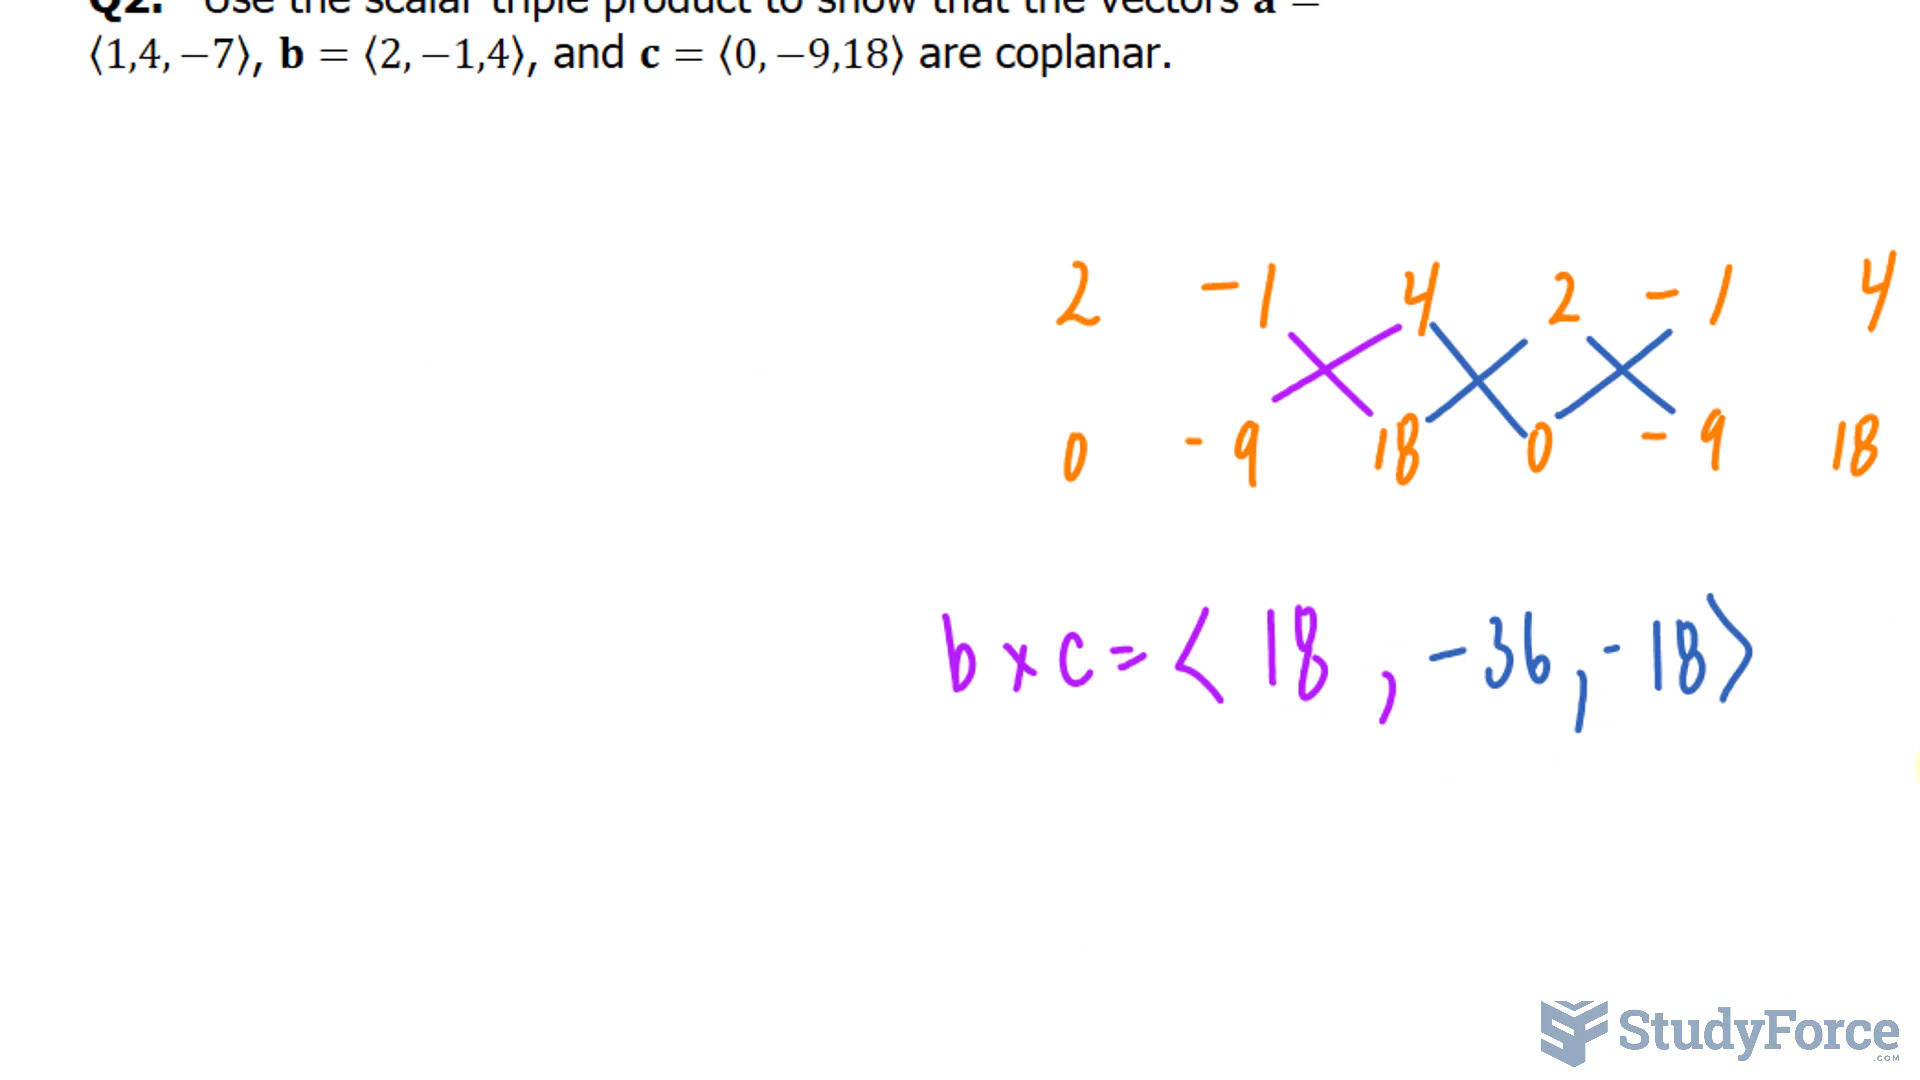 Q2. Use the scalar triple product to show that the vectors a =
⟨1,4, −7⟩, b = ⟨2, −1,4⟩, and c = ⟨0, −9,18⟩ are coplanar.
2 -1 4 2 -1 4
0 -9 18 0 -9 18
b × c = ⟨ 18 , -36 , -18⟩
StudyForce
.COM